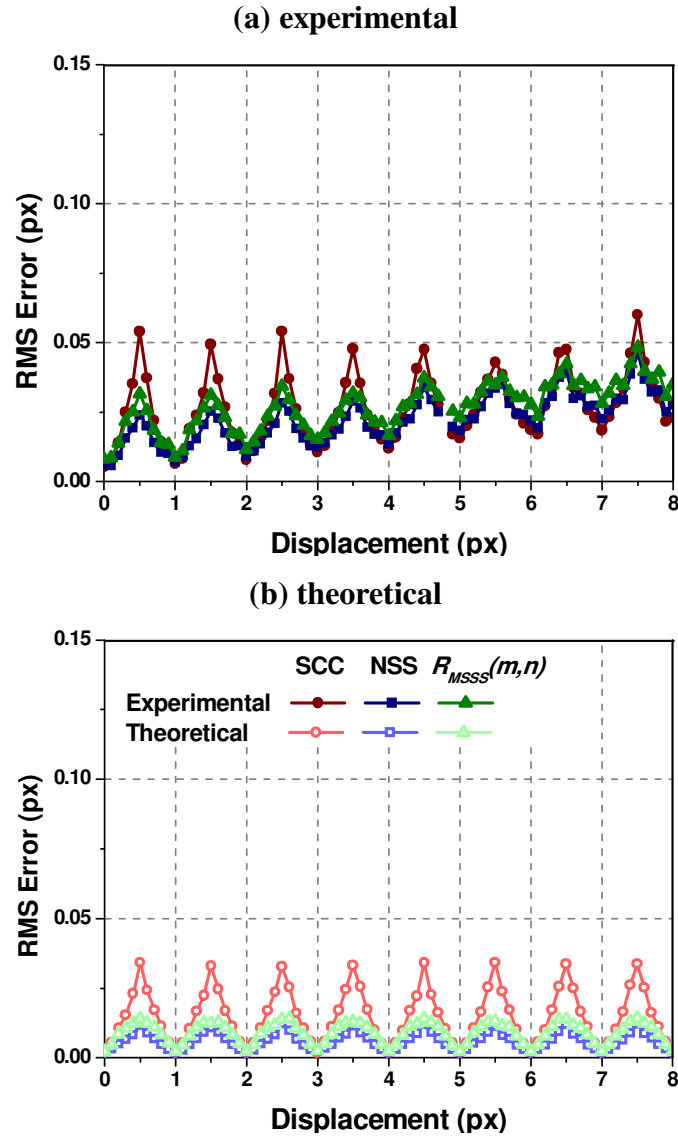 (a) experimental
0.15
0.10
0.05
0.00
RMS Error (px)
0 1 2 3 4 5 6 7 8
Displacement (px)
(b) theoretical
0.15
0.10
0.05
0.00
RMS Error (px)
SCC NSS R_MSSS(m,n)
Experimental
Theoretical
0 1 2 3 4 5 6 7 8
Displacement (px)